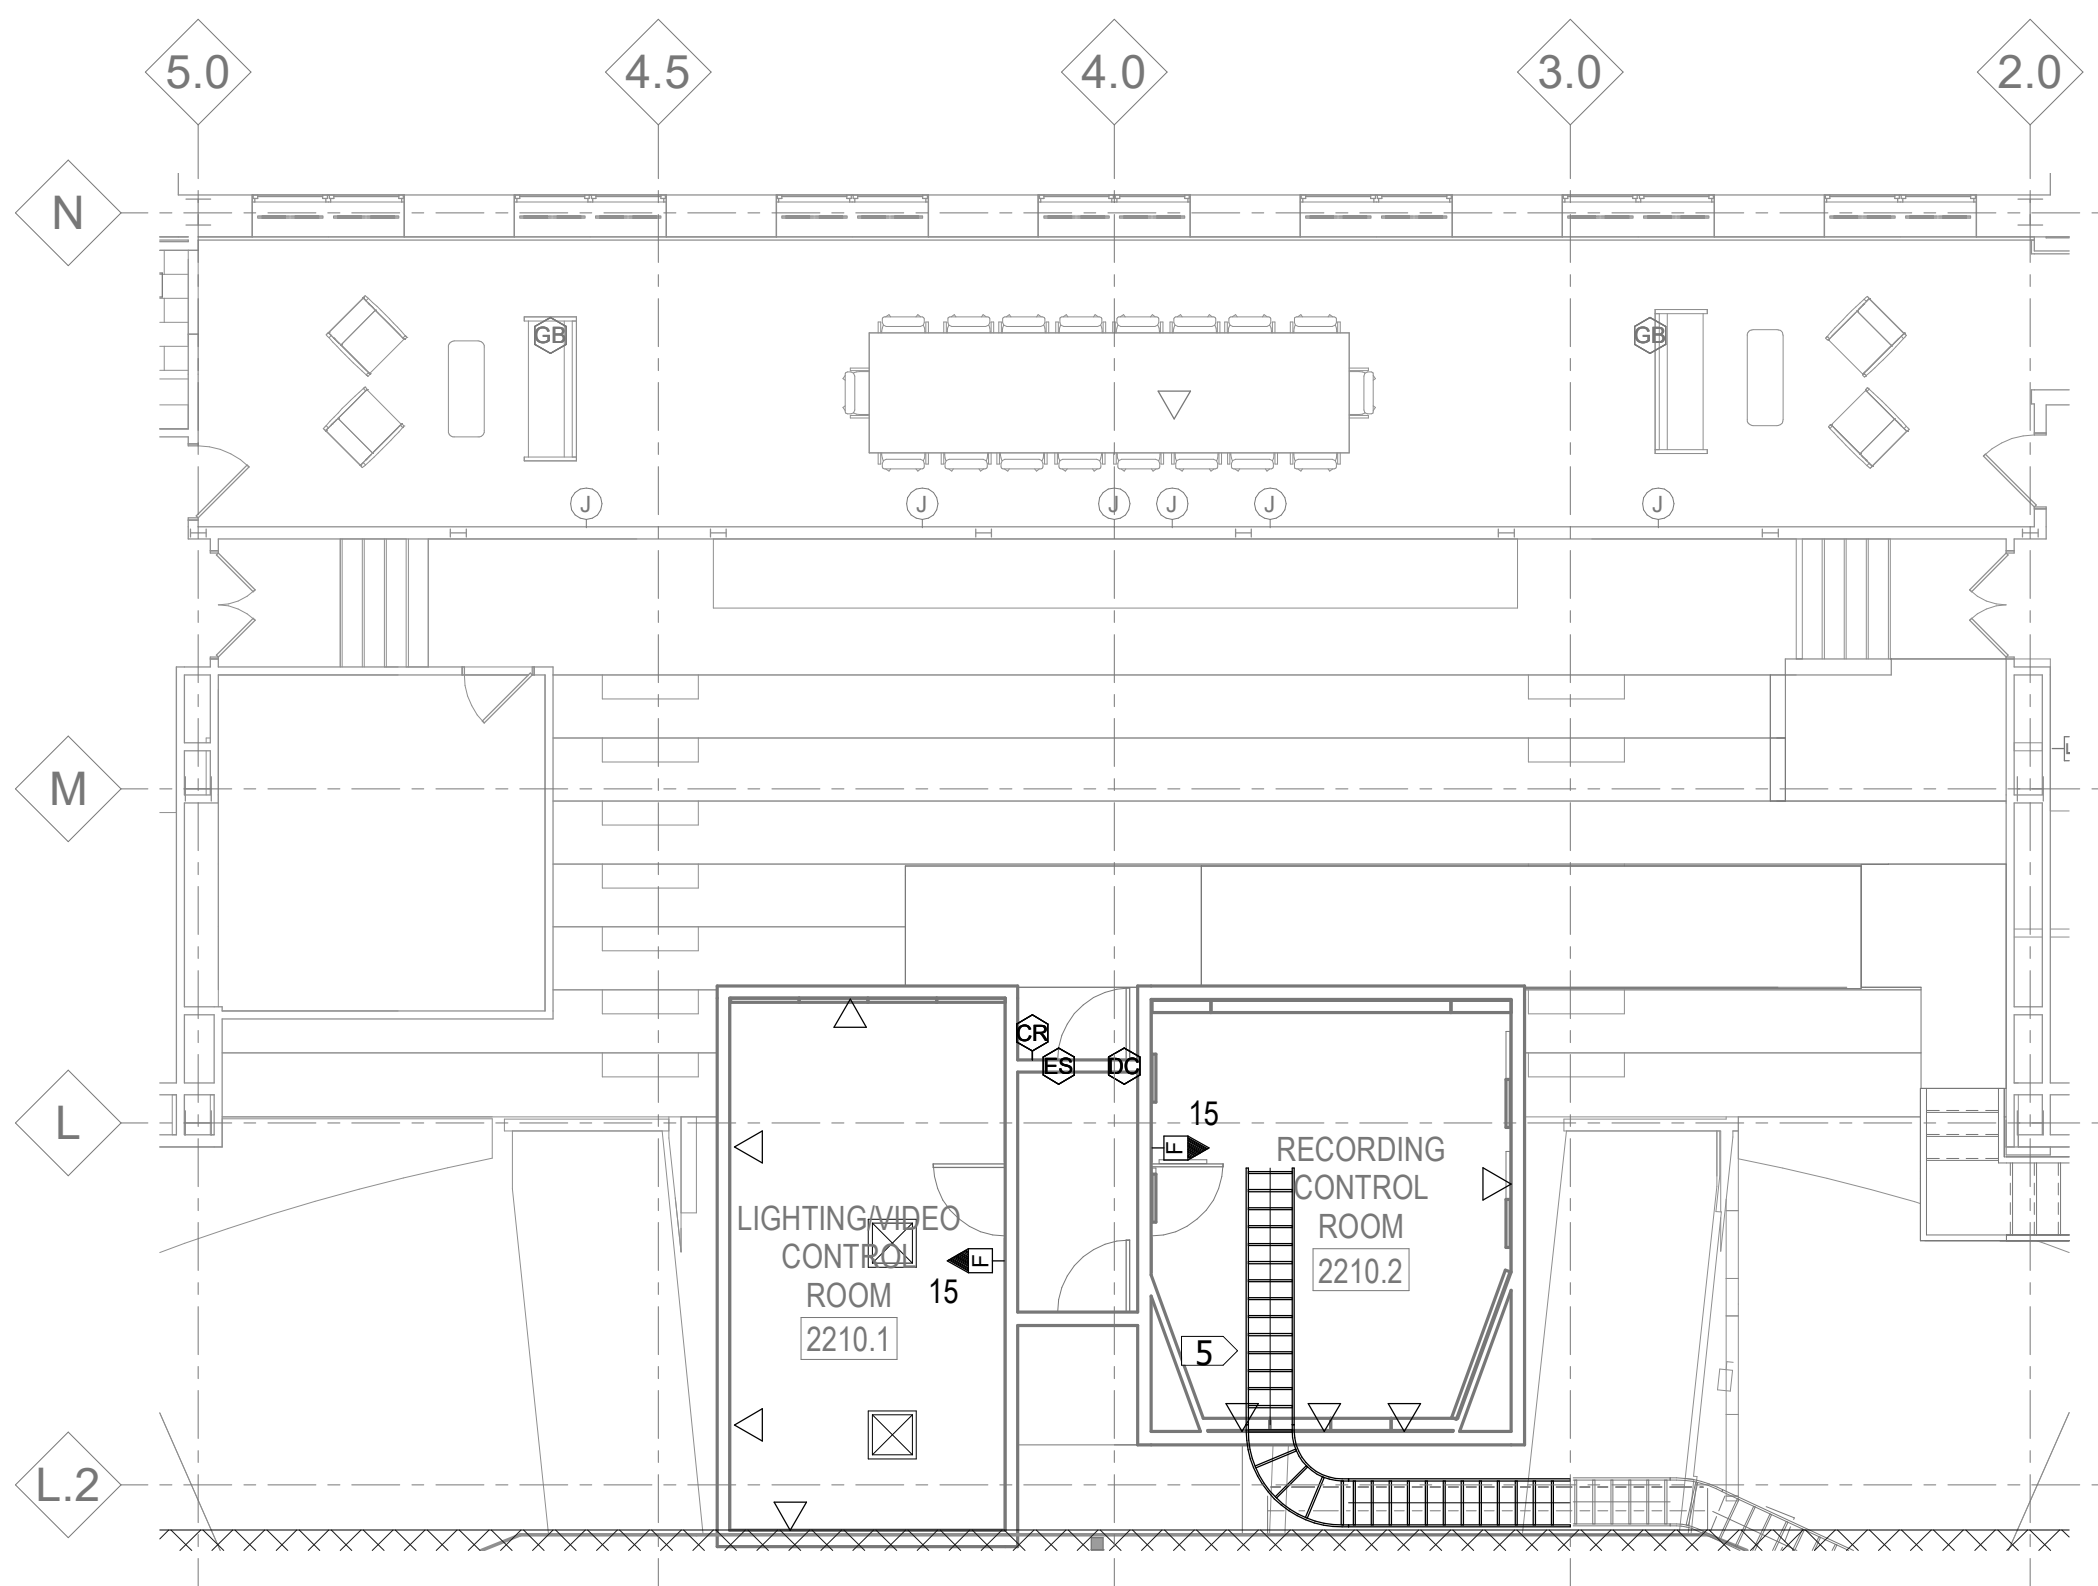 5.0
4.5
4.0
3.0
2.0
N
GB
GB
J
J
J
J
J
J
M
CR
ES
DC
L
15
F
RECORDING
CONTROL
ROOM
2210.2
LIGHTING/VIDEO
CONTROL
ROOM
2210.1
F
15
5
L.2